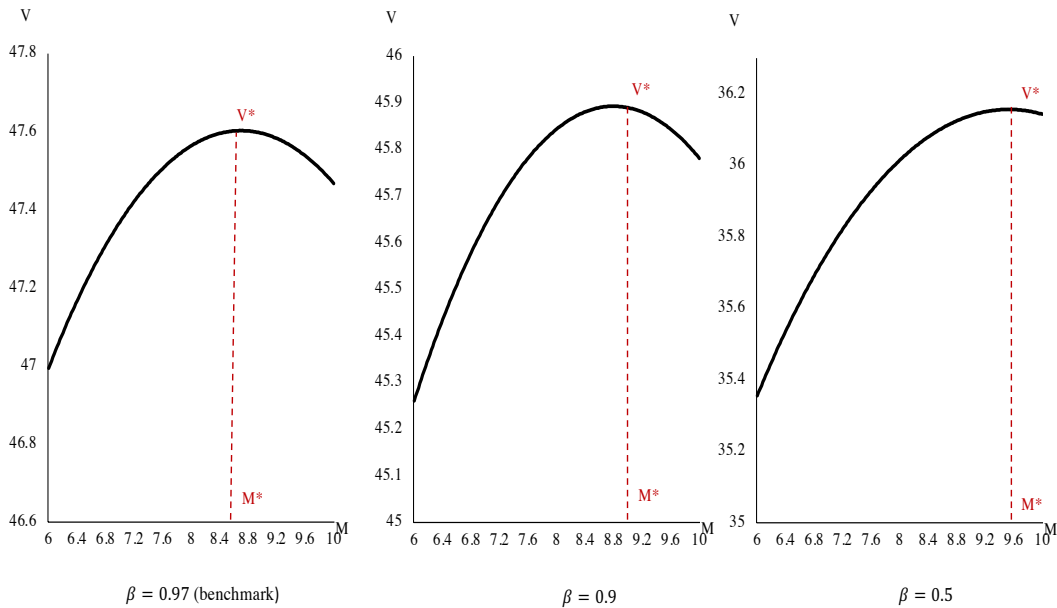 V
47.8
47.6
47.4
47.2
47
46.8
46.6
V*
M*
6 6.4 6.8 7.2 7.6 8 8.4 8.8 9.2 9.6 10
M
β = 0.97 (benchmark)
V
46
45.9
45.8
45.7
45.6
45.5
45.4
45.3
45.2
45.1
45
V*
M*
6 6.4 6.8 7.2 7.6 8 8.4 8.8 9.2 9.6 10
M
β = 0.9
V
36.2
36
35.8
35.6
35.4
35.2
35
V*
M*
6 6.4 6.8 7.2 7.6 8 8.4 8.8 9.2 9.6 10
M
β = 0.5